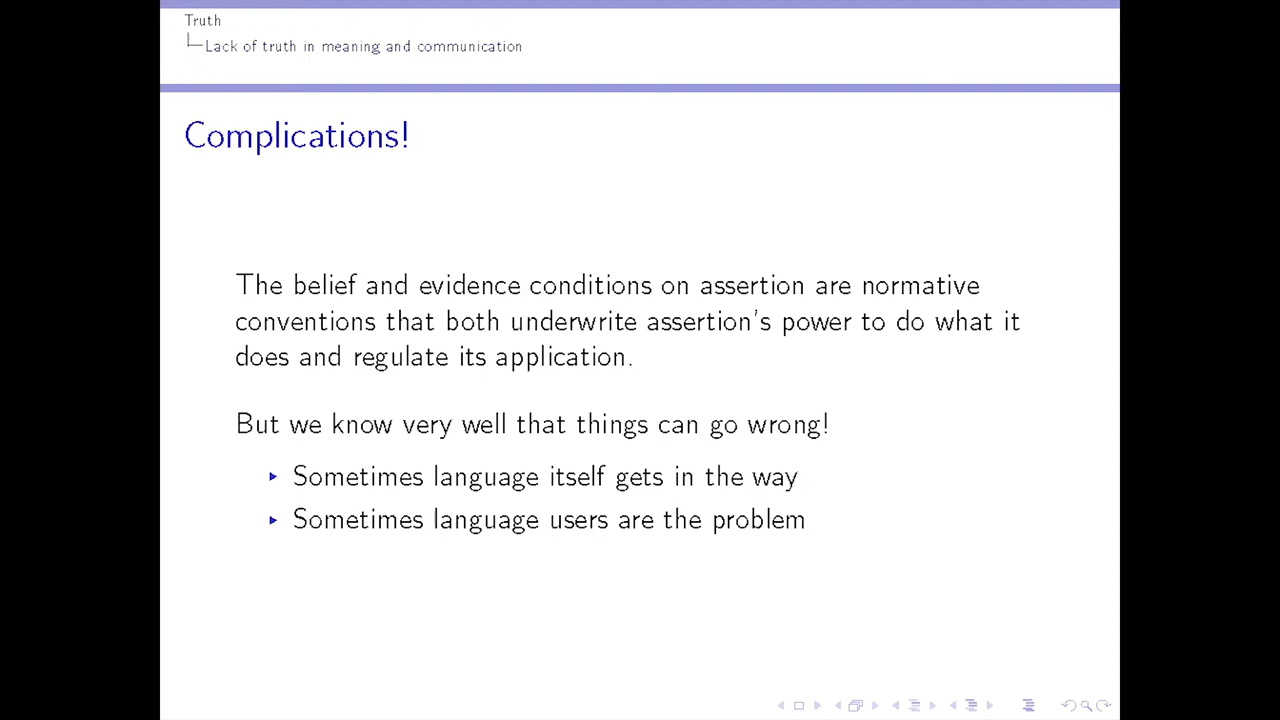 Truth
Lack of truth in meaning and communication
Complications!
The belief and evidence conditions on assertion are normative
conventions that both underwrite assertion's power to do what it
does and regulate its application.
But we know very well that things can go wrong!
Sometimes language itself gets in the way
Sometimes language users are the problem